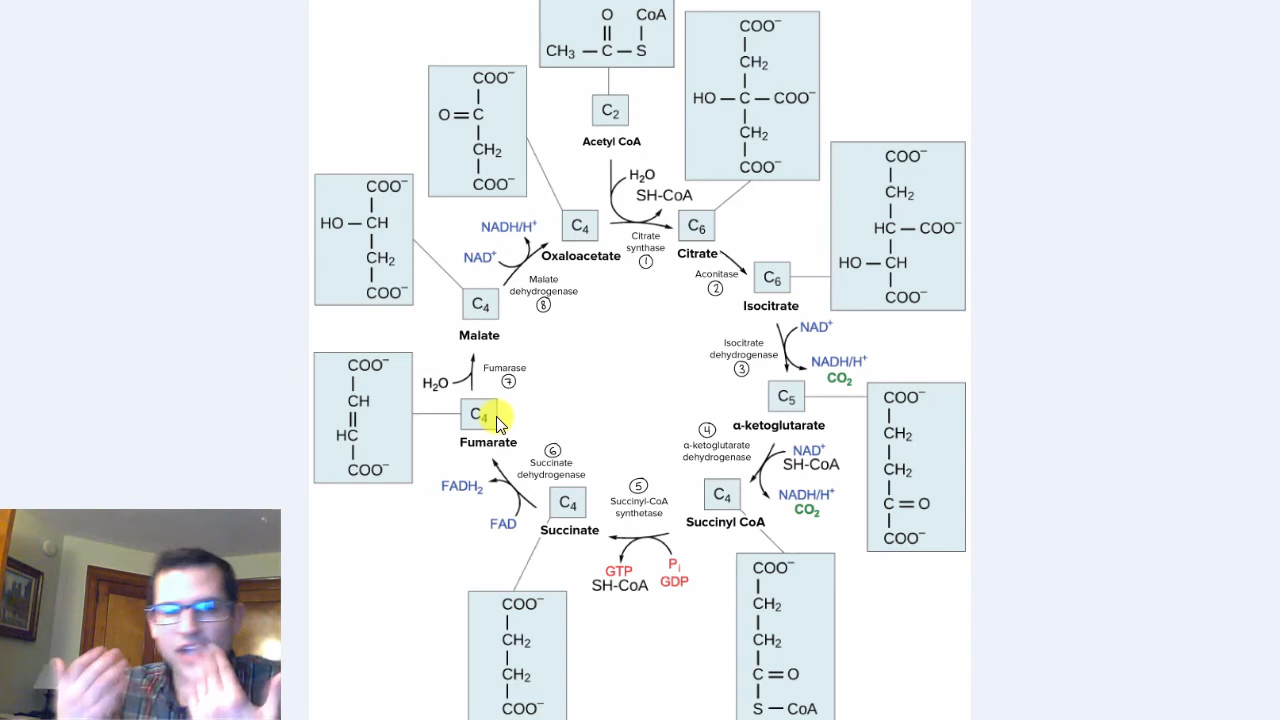 O CoA
||  |
CH₃ — C — S
C₂
Acetyl CoA
H₂O
SH-CoA
C₄
Oxaloacetate
Citrate
synthase
①
C₆
Citrate
COO⁻
CH₂
HO — C — COO⁻
CH₂
COO⁻
Aconitase
②
C₆
Isocitrate
COO⁻
CH₂
HC — COO⁻
HO — CH
COO⁻
Isocitrate
dehydrogenase
③
NAD⁺
NADH/H⁺
CO₂
C₅
α-ketoglutarate
COO⁻
CH₂
CH₂
C = O
COO⁻
④
α-ketoglutarate
dehydrogenase
NAD⁺
SH-CoA
NADH/H⁺
CO₂
C₄
Succinyl CoA
COO⁻
CH₂
CH₂
C = O
S — CoA
⑤
Succinyl-CoA
synthetase
Pᵢ
GDP
GTP
SH-CoA
C₄
Succinate
COO⁻
CH₂
CH₂
COO⁻
⑥
Succinate
dehydrogenase
FAD
FADH₂
C₄
Fumarate
COO⁻
CH
HC
COO⁻
Fumarase
⑦
H₂O
C₄
Malate
COO⁻
HO — CH
CH₂
COO⁻
Malate
dehydrogenase
⑧
NAD⁺
NADH/H⁺
COO⁻
O = C
CH₂
COO⁻